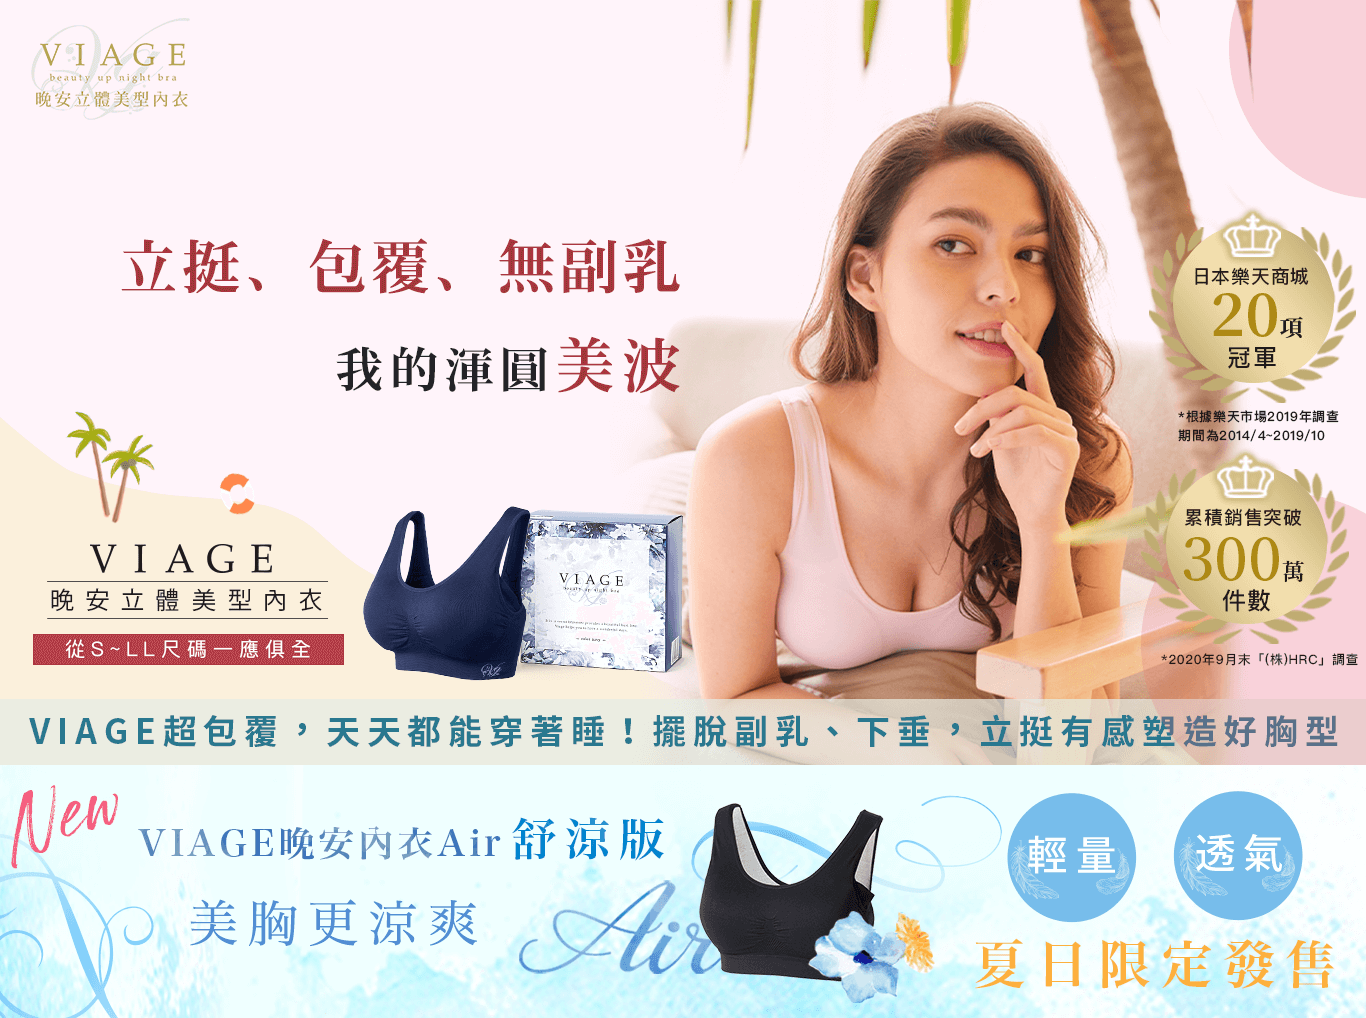 VIAGE
beauty up night bra
晚安立體美型內衣
立挺、包覆、無副乳
我的渾圓美波
日本樂天商城
20項
冠軍
*根據樂天市場2019年調查
期間為2014/4~2019/10
累積銷售突破
300萬
件數
*2020年9月末「(株)HRC」調查
VIAGE
晚安立體美型內衣
從S~LL尺碼一應俱全
VIAGE
beauty up night bra
VIAGE超包覆，天天都能穿著睡！擺脫副乳、下垂，立挺有感塑造好胸型
New
VIAGE晚安內衣Air舒涼版
美胸更涼爽
Air
輕量
透氣
夏日限定發售